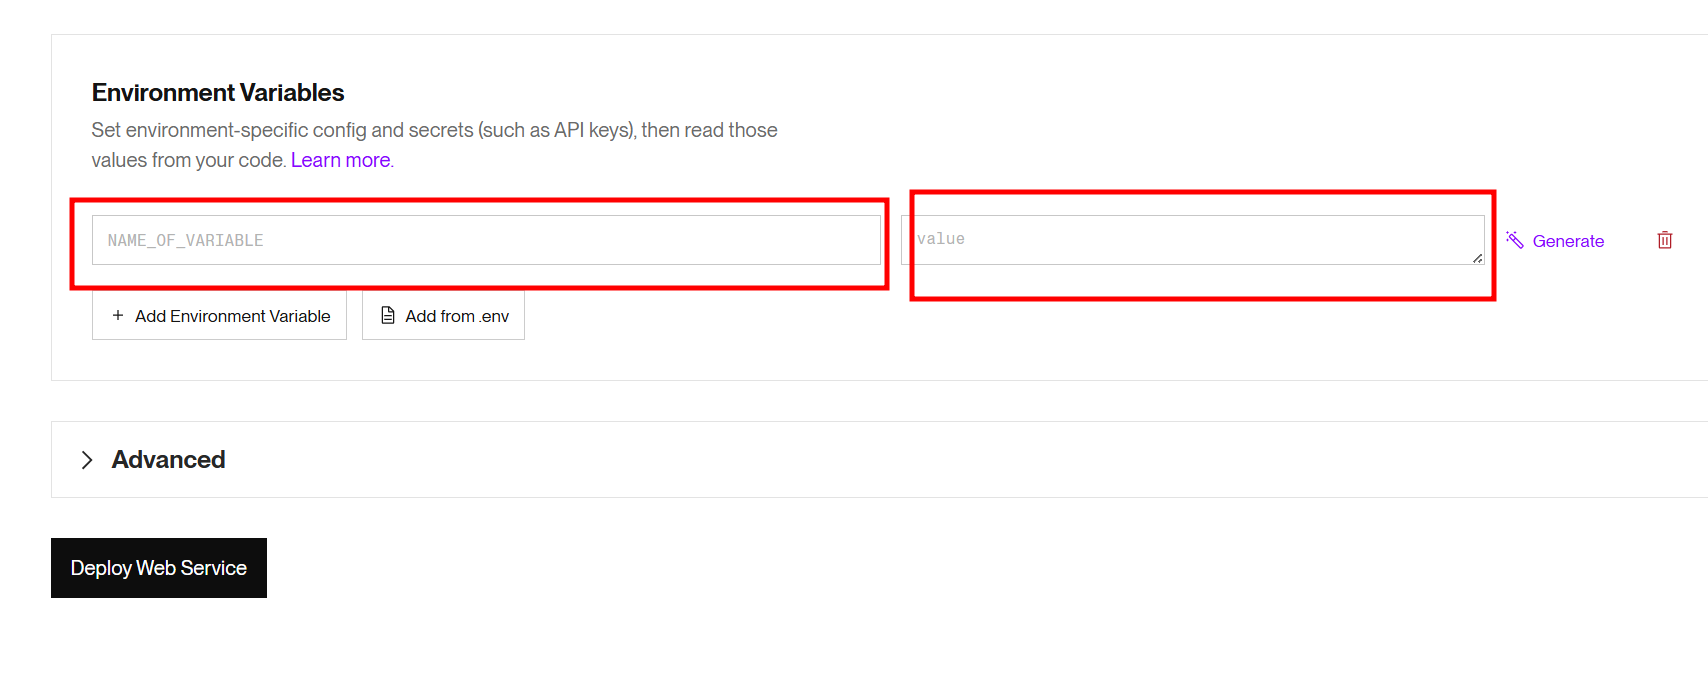 Environment Variables
Set environment-specific config and secrets (such as API keys), then read those
values from your code. Learn more.
NAME_OF_VARIABLE
value
Generate
+ Add Environment Variable
Add from .env
Advanced
Deploy Web Service